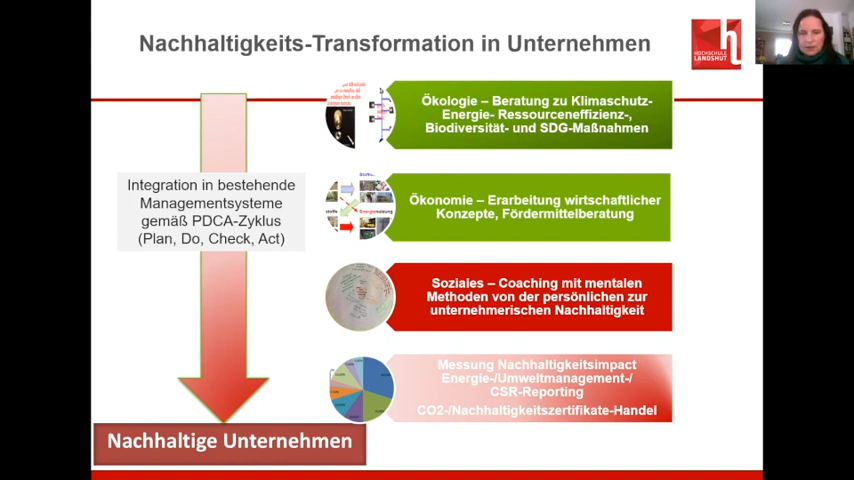 Nachhaltigkeits-Transformation in Unternehmen
HOCHSCHULE
LANDSHUT
Ökologie – Beratung zu Klimaschutz-
Energie- Ressourceneffizienz-,
Biodiversität- und SDG-Maßnahmen
Integration in bestehende
Managementsysteme
gemäß PDCA-Zyklus
(Plan, Do, Check, Act)
Ökonomie – Erarbeitung wirtschaftlicher
Konzepte, Fördermittelberatung
Soziales – Coaching mit mentalen
Methoden von der persönlichen zur
unternehmerischen Nachhaltigkeit
Messung Nachhaltigkeitsimpact
Energie-/Umweltmanagement-/
CSR-Reporting
CO2-/Nachhaltigkeitszertifikate-Handel
Nachhaltige Unternehmen